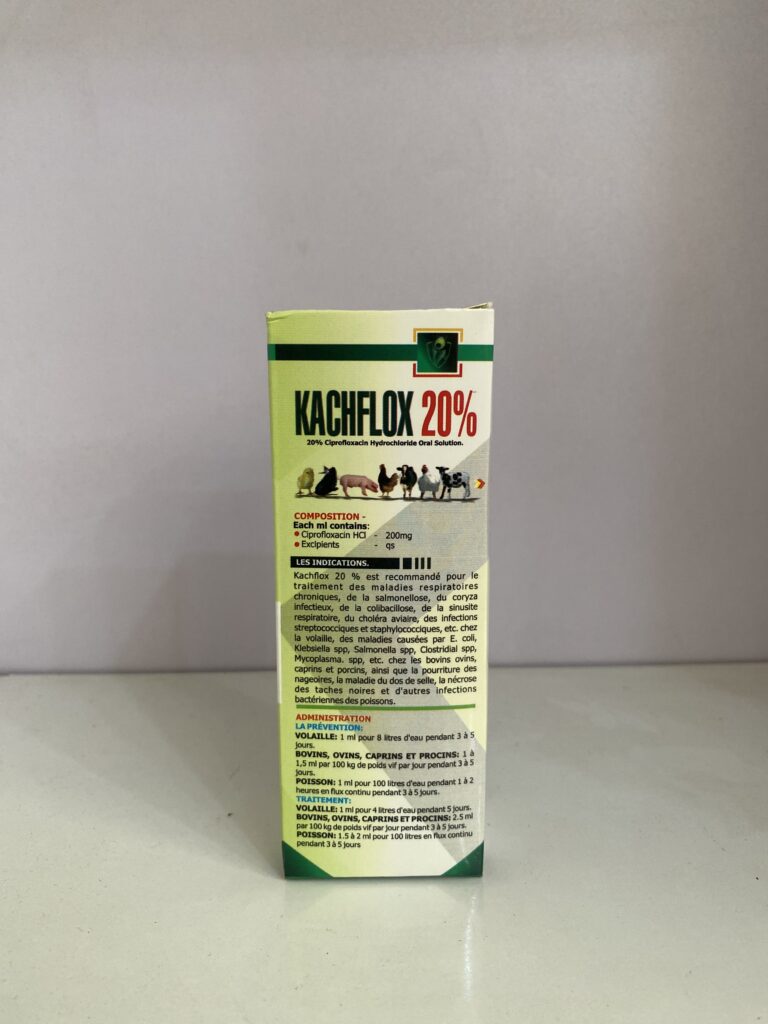 KACHFLOX 20%
20% Ciprofloxacin Hydrochloride Oral Solution.
COMPOSITION -
Each ml contains:
• Ciprofloxacin HCl - 200mg
• Excipients - qs
LES INDICATIONS.
Kachflox 20 % est recommandé pour le
traitement des maladies respiratoires
chroniques, de la salmonellose, du coryza
infectieux, de la colibacillose, de la sinusite
respiratoire, du choléra aviaire, des infections
streptococciques et staphylococciques, etc. chez
la volaille, des maladies causées par E. coli,
Klebsiella spp, Salmonella spp, Clostridial spp,
Mycoplasma. spp, etc. chez les bovins ovins,
caprins et porcins, ainsi que la pourriture des
nageoires, la maladie du dos de selle, la nécrose
des taches noires et d'autres infections
bactériennes des poissons.
ADMINISTRATION
LA PRÉVENTION:
VOLAILLE: 1 ml pour 8 litres d'eau pendant 3 à 5
jours.
BOVINS, OVINS, CAPRINS ET PROCINS: 1 à
1,5 ml par 100 kg de poids vif par jour pendant 3 à 5
jours.
POISSON: 1 ml pour 100 litres d'eau pendant 1 à 2
heures en flux continu pendant 3 à 5 jours.
TRAITEMENT:
VOLAILLE: 1 ml pour 4 litres d'eau pendant 5 jours.
BOVINS, OVINS, CAPRINS ET PROCINS: 2.5 ml
par 100 kg de poids vif par jour pendant 3 à 5 jours.
POISSON: 1.5 à 2 ml pour 100 litres en flux continu
pendant 3 à 5 jours